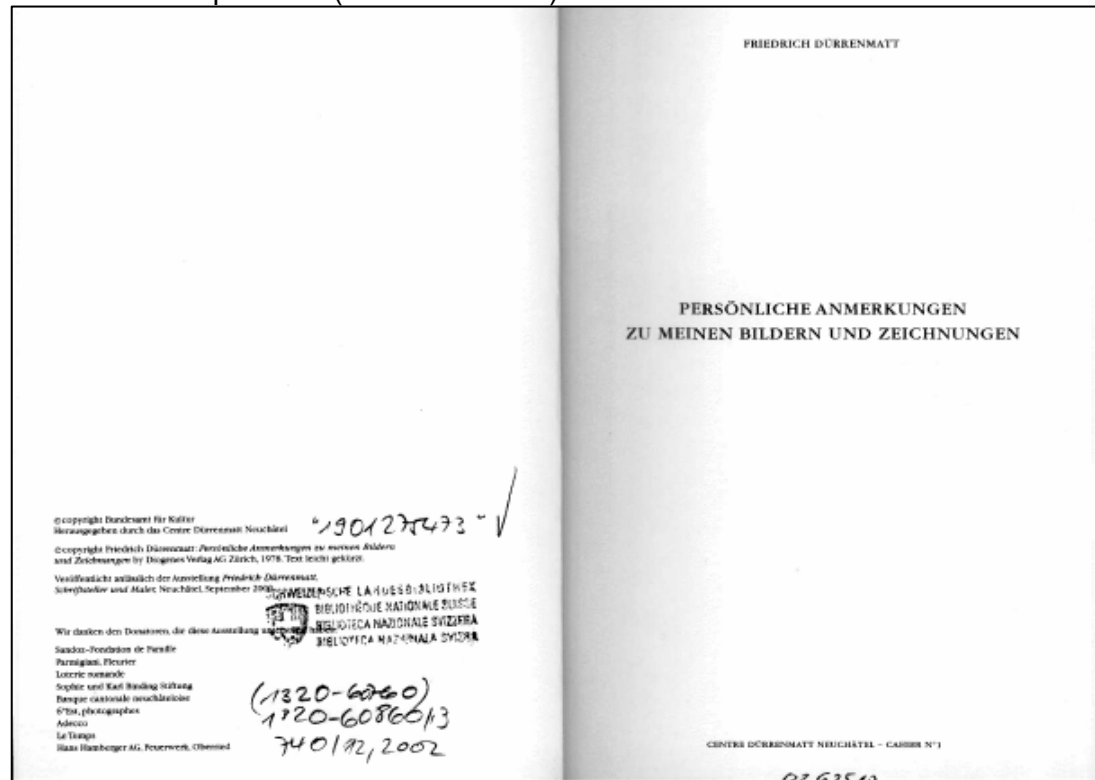 ©copyright Bundesamt für Kultur
Herausgegeben durch das Centre Dürrenmatt Neuchâtel
"1901275473"
©copyright Friedrich Dürrenmatt: Persönliche Anmerkungen zu meinen Bildern
und Zeichnungen by Diogenes Verlag AG Zürich, 1978. Text leicht gekürzt.
Veröffentlicht anlässlich der Ausstellung Friedrich Dürrenmatt,
Schriftsteller und Maler, Neuchâtel, September 2000
SCHWEIZERISCHE LANDESBIBLIOTHEK
BIBLIOTHÈQUE NATIONALE SUISSE
BIBLIOTECA NAZIONALE SVIZZERA
BIBLIOTECA NAZIUNALA SVIZRA
Wir danken den Donatoren, die diese Ausstellung
Sandoz–Fondation de Famille
Parmigiani, Fleurier
Loterie romande
Sophie und Karl Binding Stiftung
Banque cantonale neuchâteloise
6°Est, photographes
Adecco
Le Temps
Hans Hamberger AG, Feuerwerk, Oberried
(1320-60760)
1320-60860/3
740/12, 2002
FRIEDRICH DÜRRENMATT
PERSÖNLICHE ANMERKUNGEN
ZU MEINEN BILDERN UND ZEICHNUNGEN
CENTRE DÜRRENMATT NEUCHÂTEL – CAHIER N°